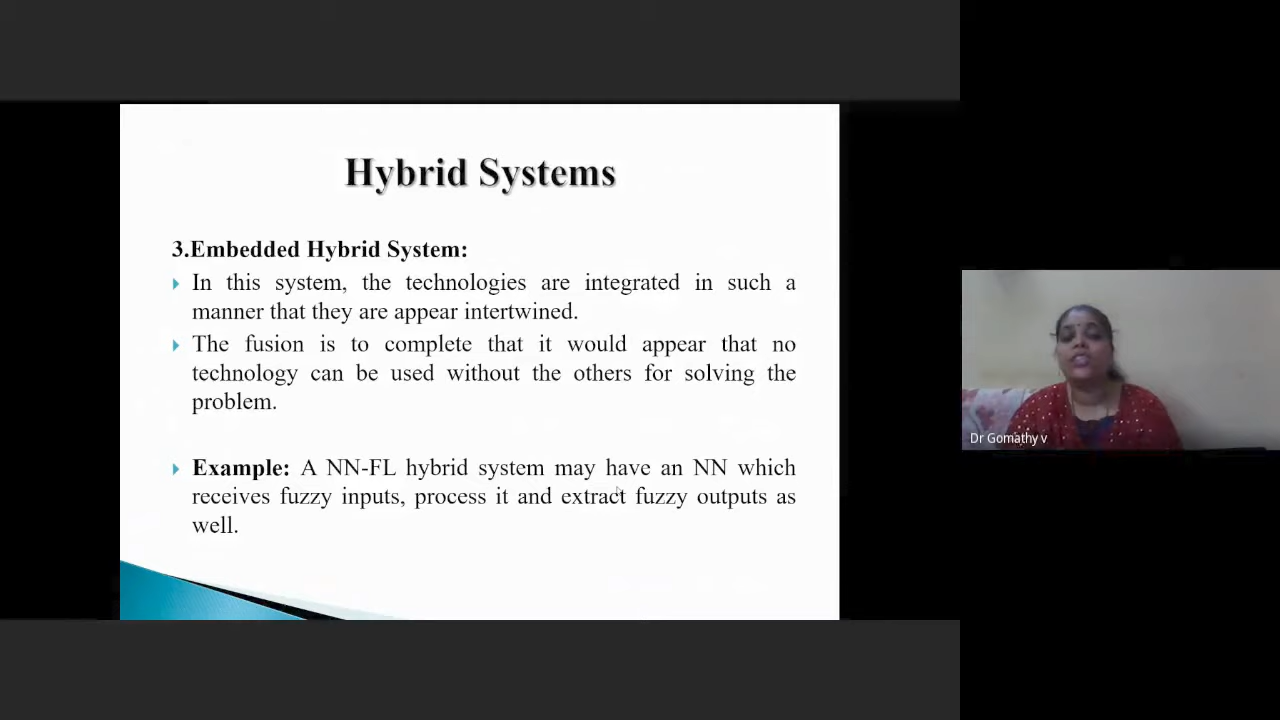 Hybrid Systems
3.Embedded Hybrid System:
In this system, the technologies are integrated in such a
manner that they are appear intertwined.
The fusion is to complete that it would appear that no
technology can be used without the others for solving the
problem.
Example: A NN-FL hybrid system may have an NN which
receives fuzzy inputs, process it and extract fuzzy outputs as
well.
Dr Gomathy v